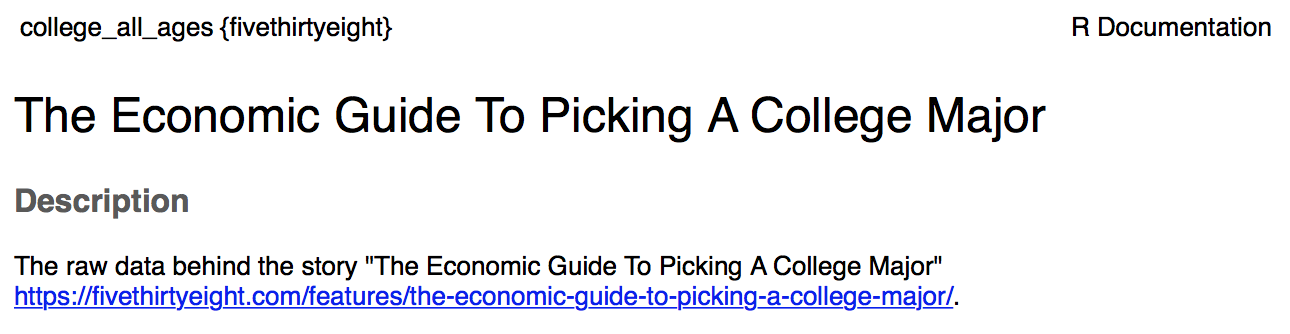 college_all_ages {fivethirtyeight}
R Documentation
The Economic Guide To Picking A College Major
Description
The raw data behind the story "The Economic Guide To Picking A College Major"
https://fivethirtyeight.com/features/the-economic-guide-to-picking-a-college-major/.